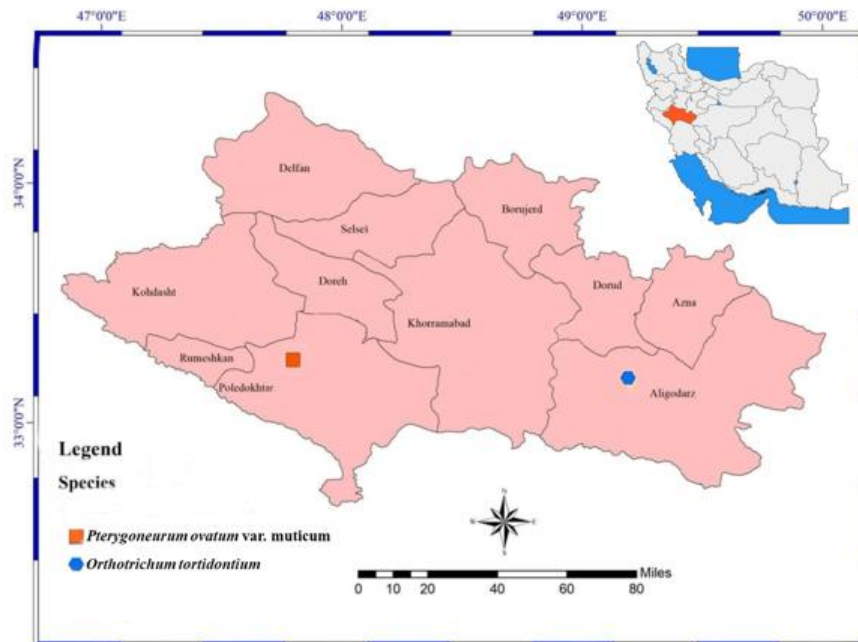 47°0'0"E 48°0'0"E 49°0'0"E 50°0'0"E
34°0'0"N
33°0'0"N
Delfan
Borujerd
Selsel
Doreh
Kohdasht
Dorud
Azna
Khorramabad
Rumeshkan
Poledokhtar
Aligodarz
Legend
Species
Pterygoneurum ovatum var. muticum
Orthotrichum tortidontium
N
W E
S
Miles
0 10 20 40 60 80